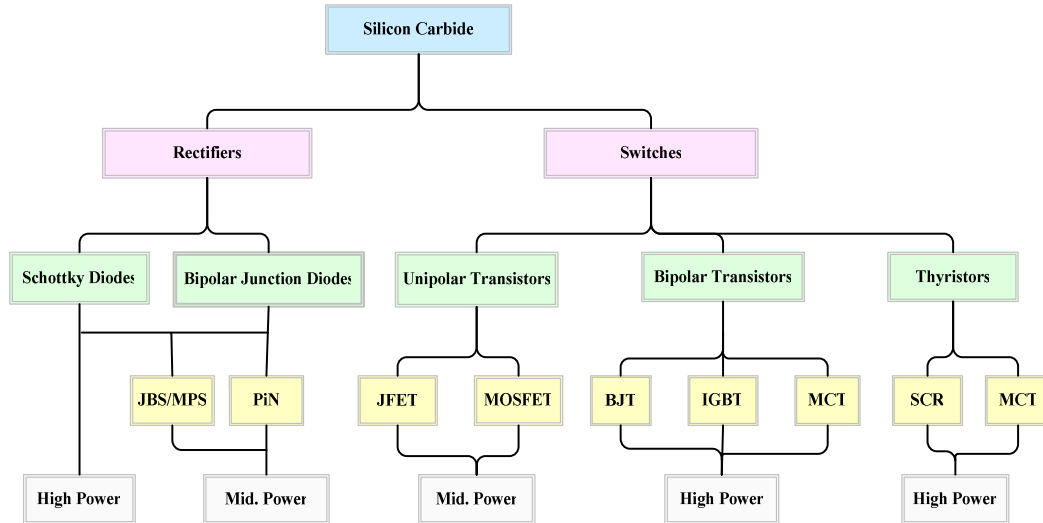 Silicon Carbide
Rectifiers
Switches
Schottky Diodes
Bipolar Junction Diodes
Unipolar Transistors
Bipolar Transistors
Thyristors
JBS/MPS
PiN
JFET
MOSFET
BJT
IGBT
MCT
SCR
MCT
High Power
Mid. Power
Mid. Power
High Power
High Power